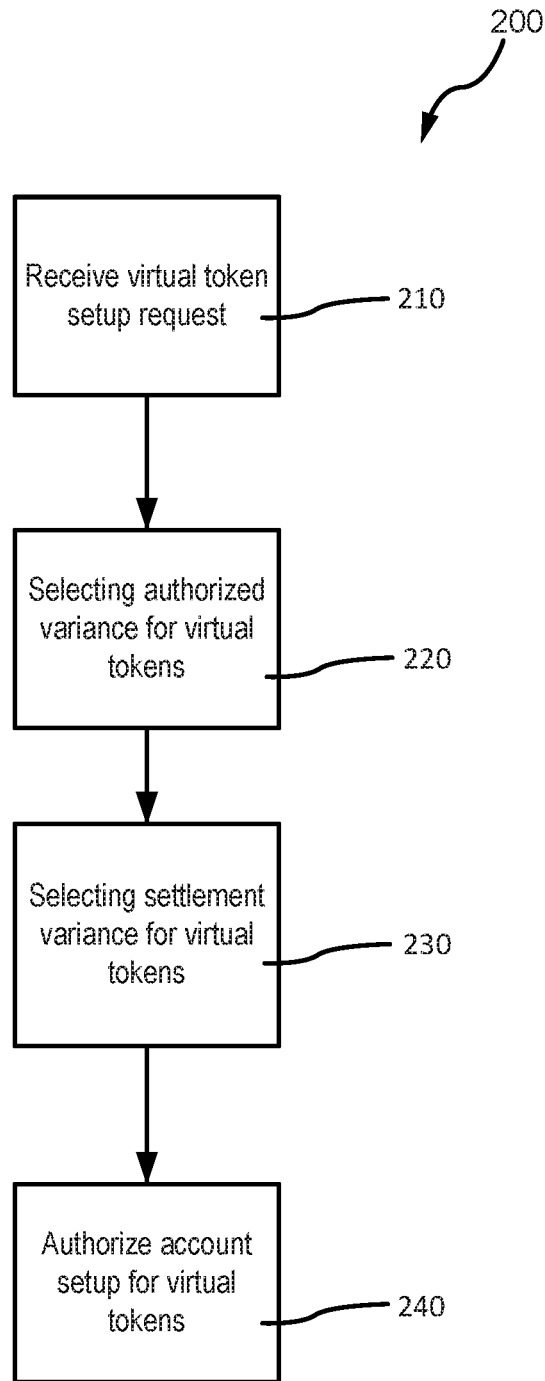 200
Receive virtual token
setup request
210
Selecting authorized
variance for virtual
tokens
220
Selecting settlement
variance for virtual
tokens
230
Authorize account
setup for virtual
tokens
240